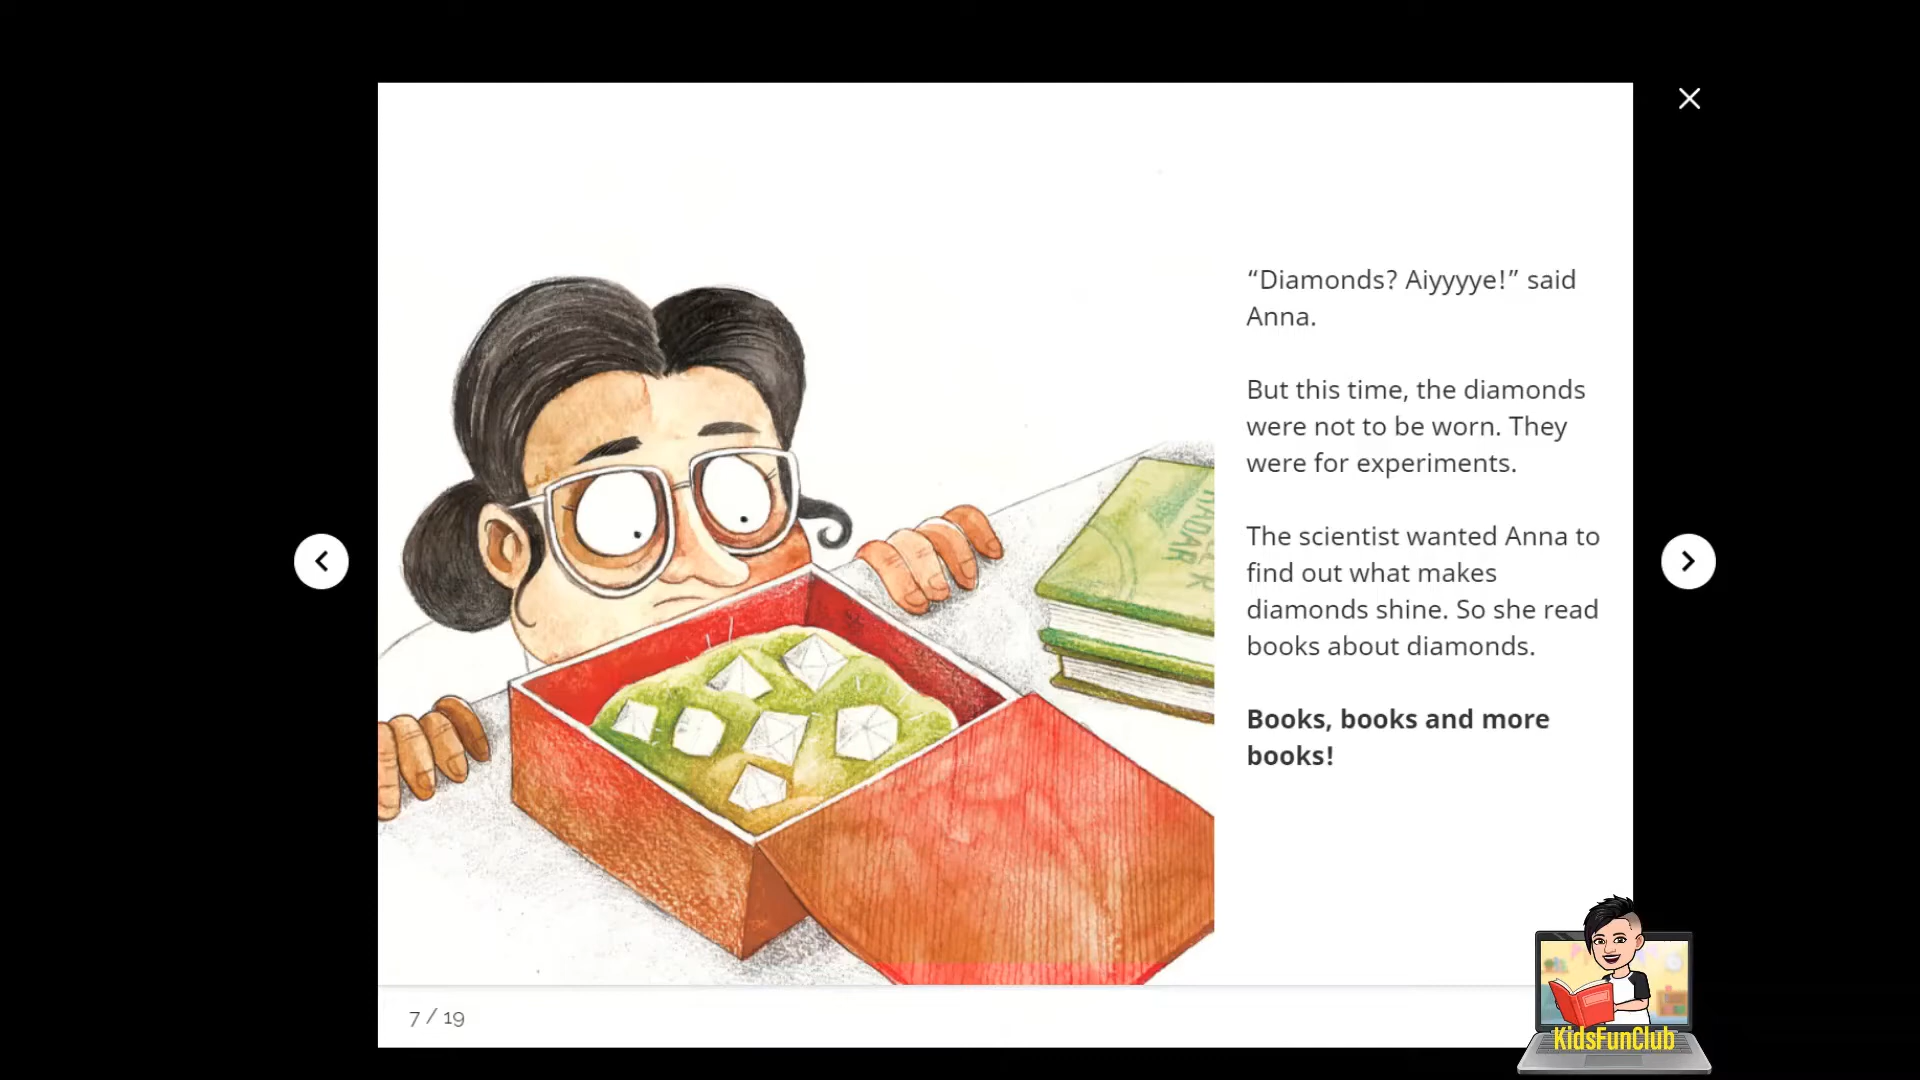 “Diamonds? Aiyyyye!” said
Anna.
But this time, the diamonds
were not to be worn. They
were for experiments.
The scientist wanted Anna to
find out what makes
diamonds shine. So she read
books about diamonds.
Books, books and more
books!
7 / 19
KidsFunClub